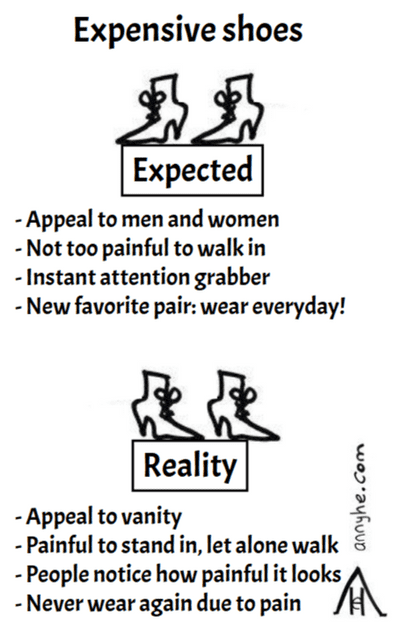 Expensive shoes
Expected
- Appeal to men and women
- Not too painful to walk in
- Instant attention grabber
- New favorite pair: wear everyday!
Reality
- Appeal to vanity
- Painful to stand in, let alone walk
- People notice how painful it looks
- Never wear again due to pain
annyhe.com